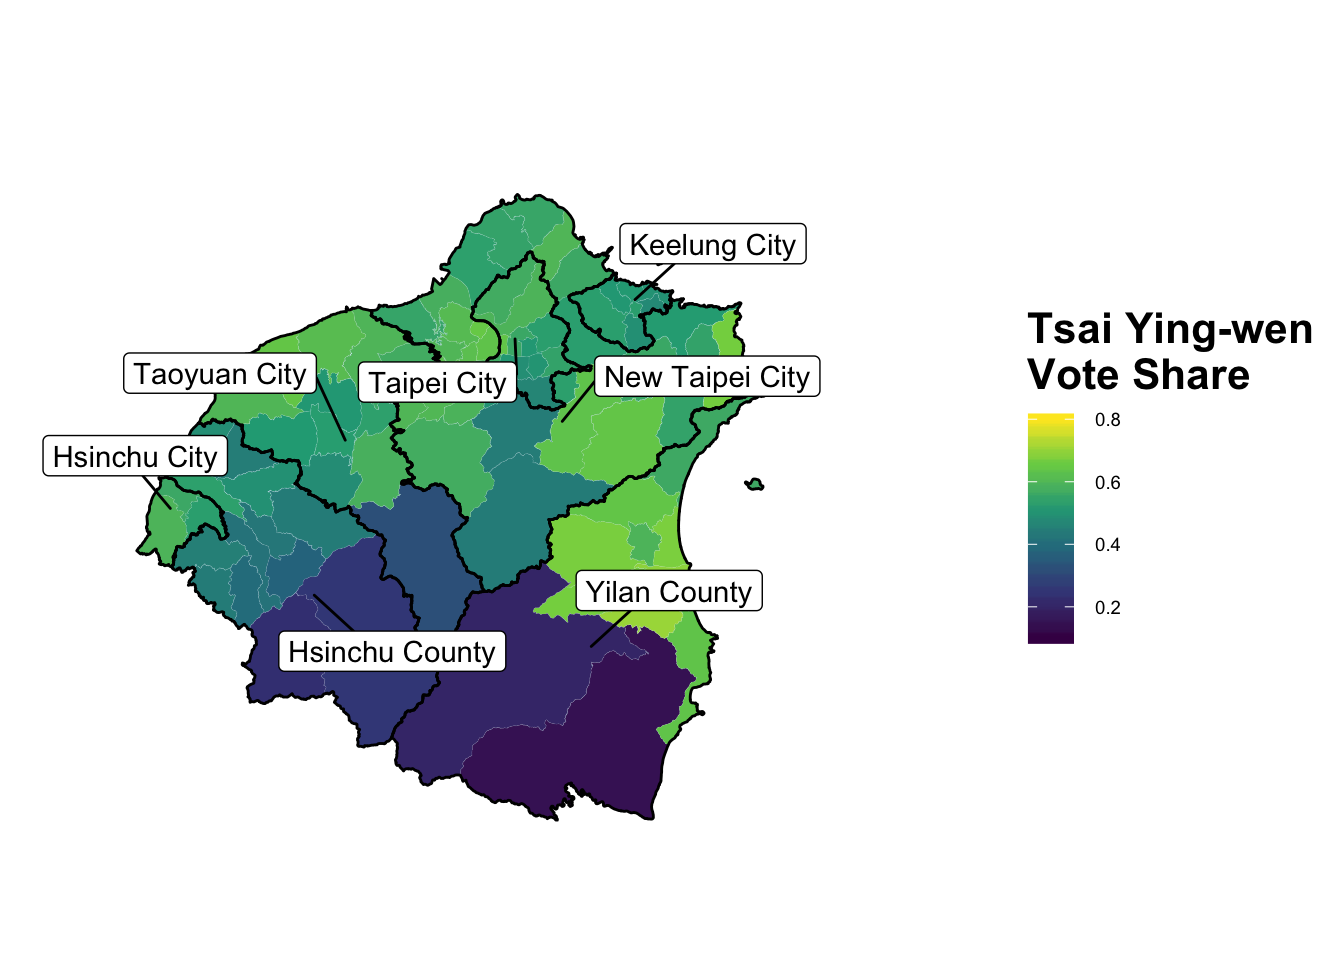 Keelung City
Taoyuan City
Taipei City
New Taipei City
Hsinchu City
Yilan County
Hsinchu County
Tsai Ying-wen
Vote Share
0.8
0.6
0.4
0.2